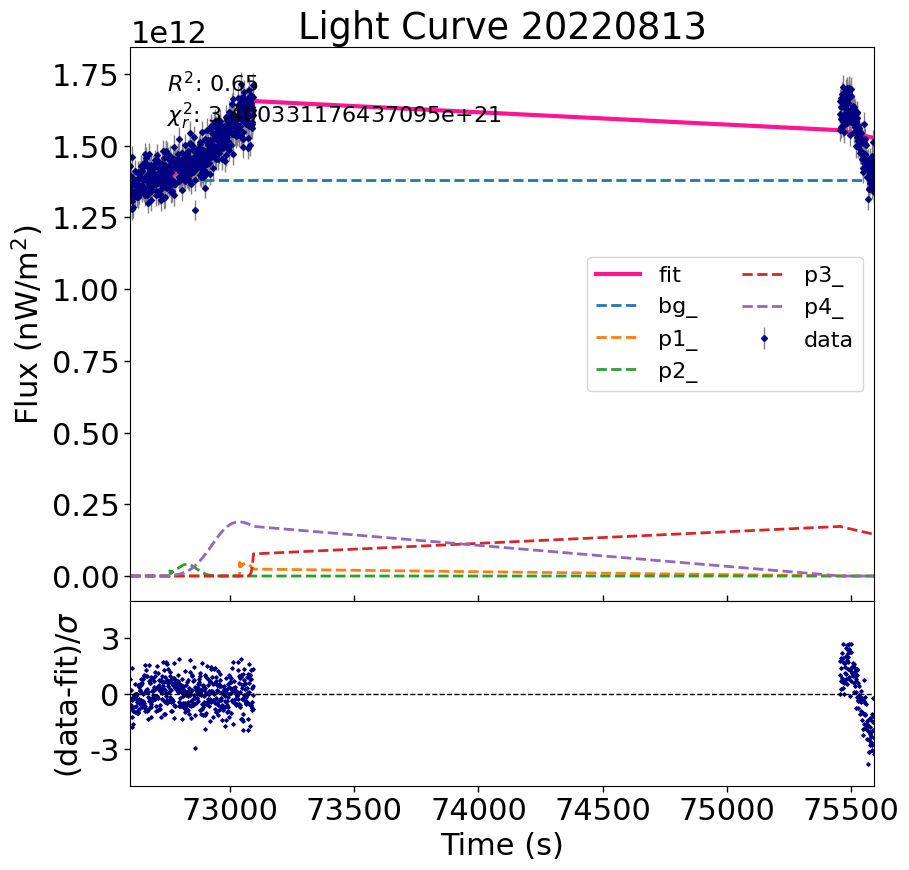 Light Curve 20220813
1e12
R²: 0.65
χ²ᵣ: 3.4003311176437095e+21
1.75
1.50
1.25
1.00
0.75
0.50
0.25
0.00
Flux (nW/m²)
fit
bg_
p1_
p2_
p3_
p4_
data
3
0
-3
(data-fit)/σ
73000 73500 74000 74500 75000 75500
Time (s)